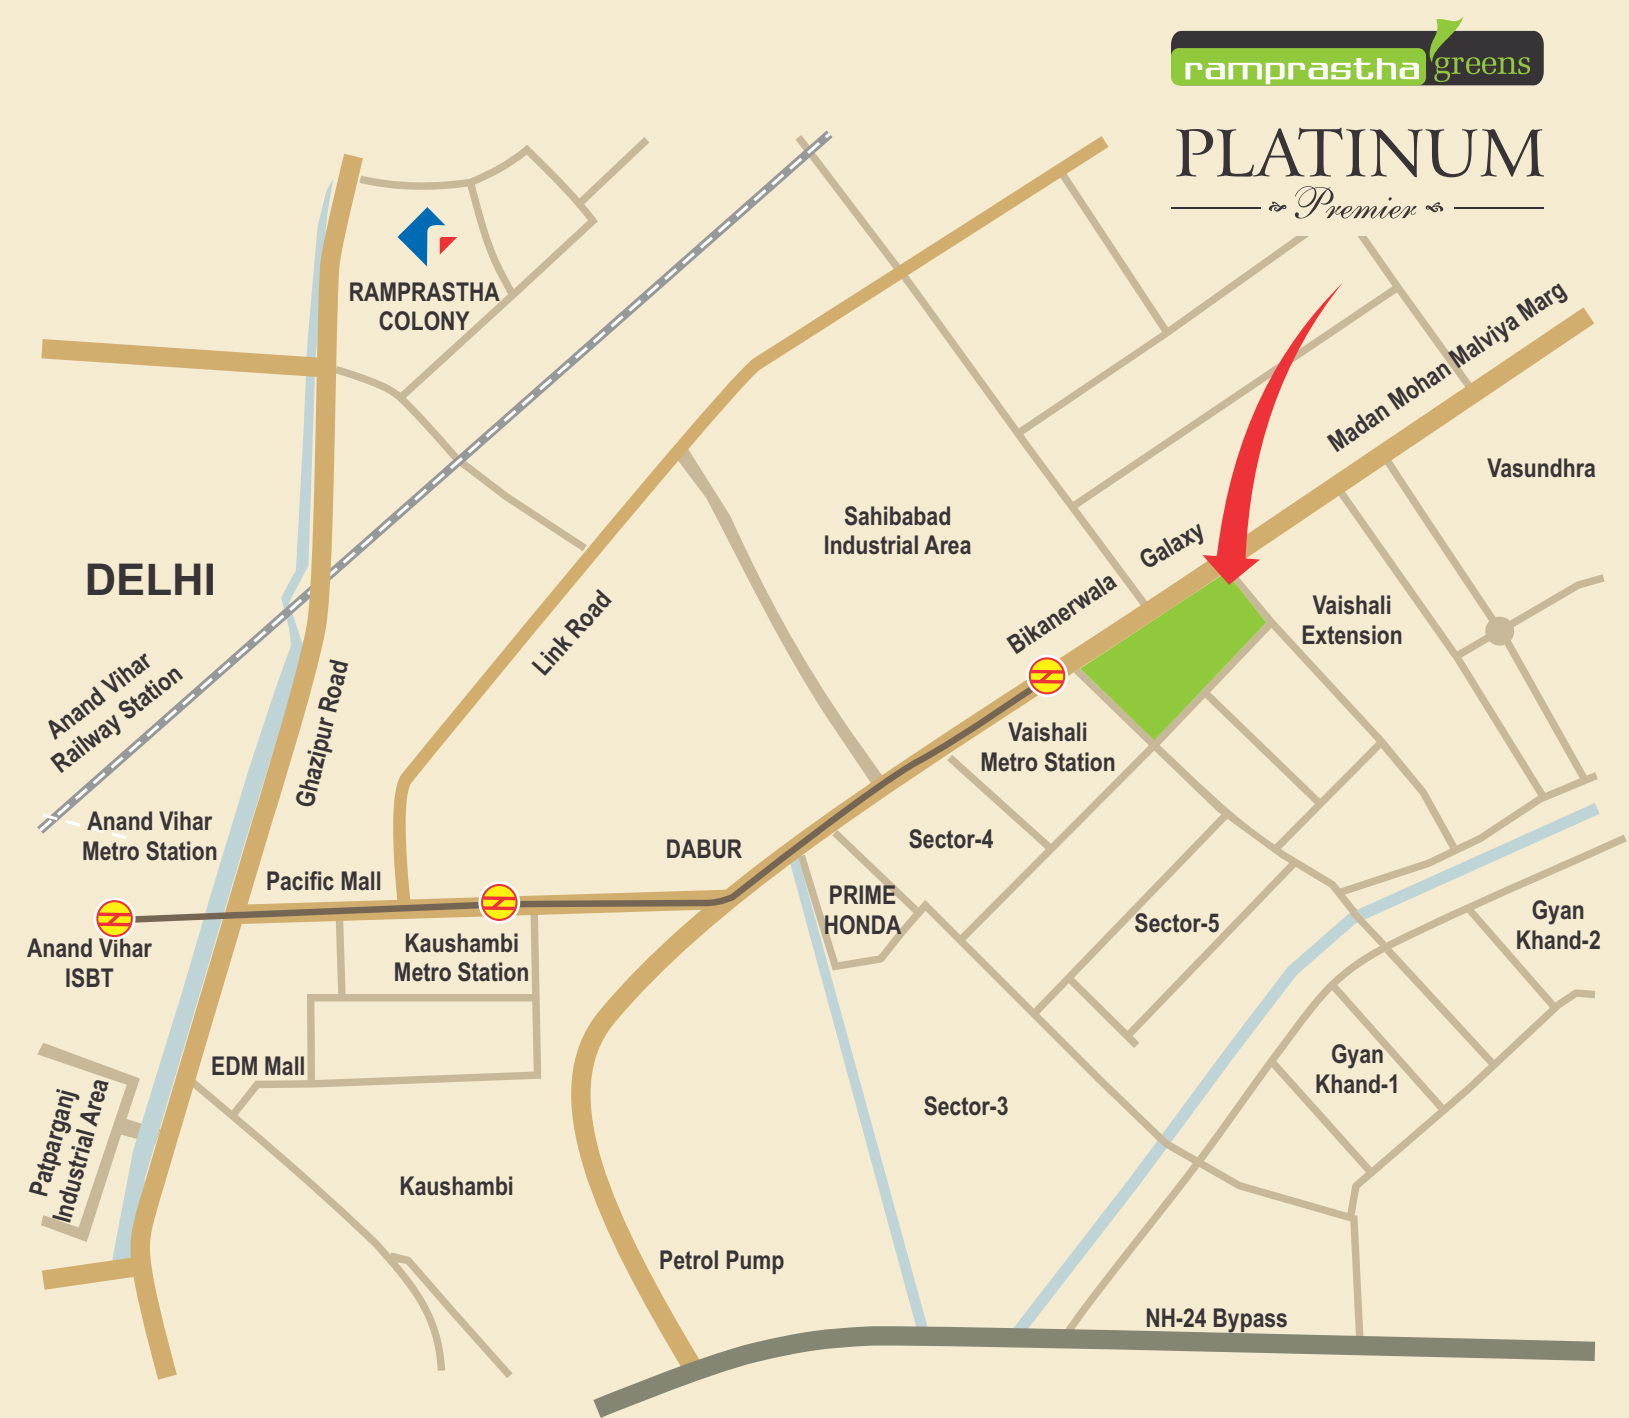 ramprastha greens
PLATINUM
Premier
RAMPRASTHA
COLONY
Madan Mohan Malviya Marg
Vasundhra
Sahibabad
Industrial Area
Galaxy
Bikanerwala
DELHI
Link Road
Vaishali
Extension
Anand Vihar
Railway Station
Ghazipur Road
Vaishali
Metro Station
Anand Vihar
Metro Station
DABUR
Sector-4
Pacific Mall
PRIME
HONDA
Sector-5
Gyan
Khand-2
Anand Vihar
ISBT
Kaushambi
Metro Station
EDM Mall
Gyan
Khand-1
Patparganj
Industrial Area
Sector-3
Kaushambi
Petrol Pump
NH-24 Bypass